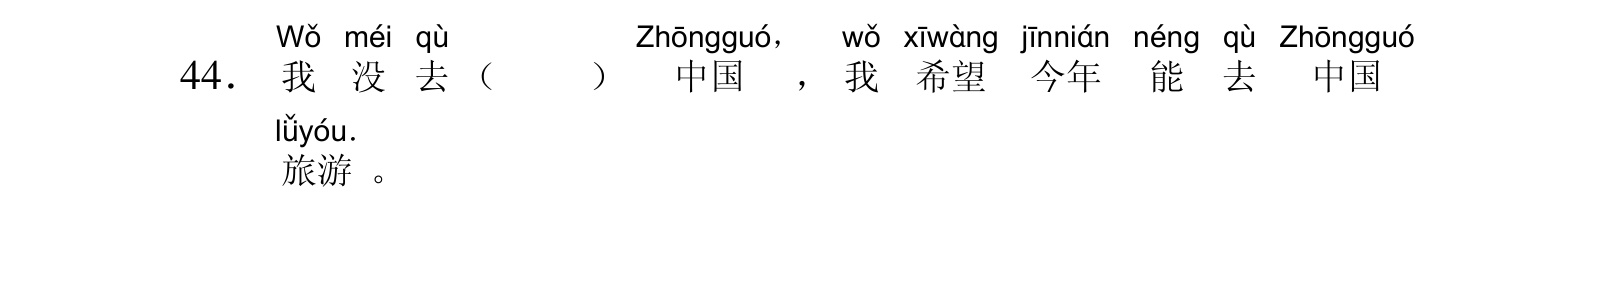 Wǒ méi qù Zhōngguó, wǒ xīwàng jīnnián néng qù Zhōngguó
44. 我 没 去 （ ） 中国 ， 我 希望 今年 能 去 中国
lǚyóu.
旅游 。